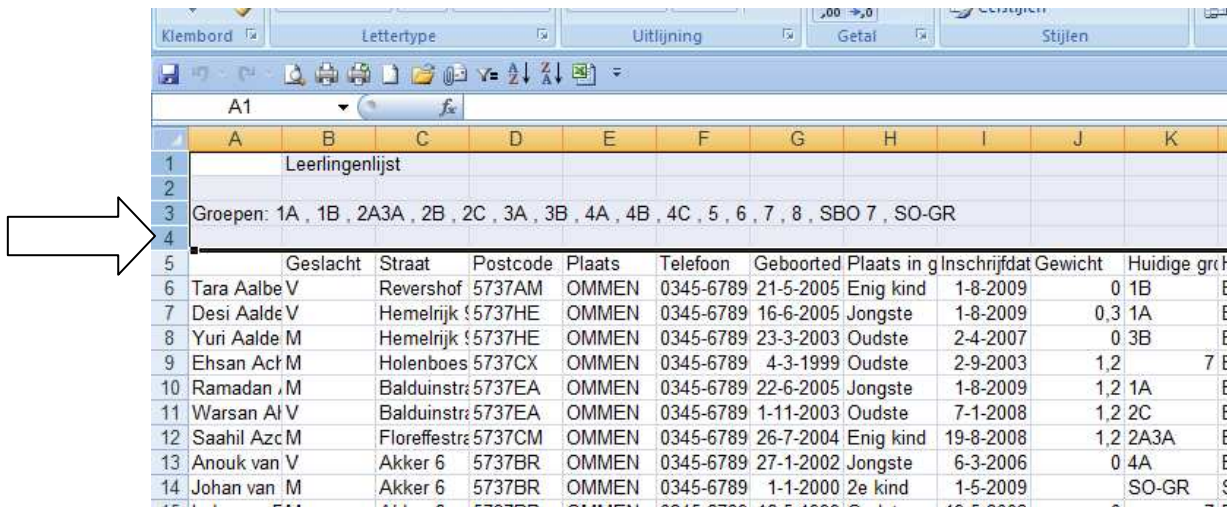 ,00 ,0
Klembord Lettertype Uitlijning Getal Stijlen
A1 fx
A B C D E F G H I J K
1 Leerlingenlijst
2
3 Groepen: 1A , 1B , 2A3A , 2B , 2C , 3A , 3B , 4A , 4B , 4C , 5 , 6 , 7 , 8 , SBO 7 , SO-GR
4
5 Geslacht Straat Postcode Plaats Telefoon Geboorted Plaats in g Inschrijfdat Gewicht Huidige gro
6 Tara Aalbe V Revershof 5737AM OMMEN 0345-6789 21-5-2005 Enig kind 1-8-2009 0 1B
7 Desi Aalde V Hemelrijk 5737HE OMMEN 0345-6789 16-6-2005 Jongste 1-8-2009 0,3 1A
8 Yuri Aalde M Hemelrijk 5737HE OMMEN 0345-6789 23-3-2003 Oudste 2-4-2007 0 3B
9 Ehsan Ach M Holenboes 5737CX OMMEN 0345-6789 4-3-1999 Oudste 2-9-2003 1,2 7
10 Ramadan M Balduinstra 5737EA OMMEN 0345-6789 22-6-2005 Jongste 1-8-2009 1,2 1A
11 Warsan V Balduinstra 5737EA OMMEN 0345-6789 1-11-2003 Oudste 7-1-2008 1,2 2C
12 Saahil Azo M Floreffestra 5737CM OMMEN 0345-6789 26-7-2004 Enig kind 19-8-2008 1,2 2A3A
13 Anouk van V Akker 6 5737BR OMMEN 0345-6789 27-1-2002 Jongste 6-3-2006 0 4A
14 Johan van M Akker 6 5737BR OMMEN 0345-6789 1-1-2000 2e kind 1-5-2009 SO-GR